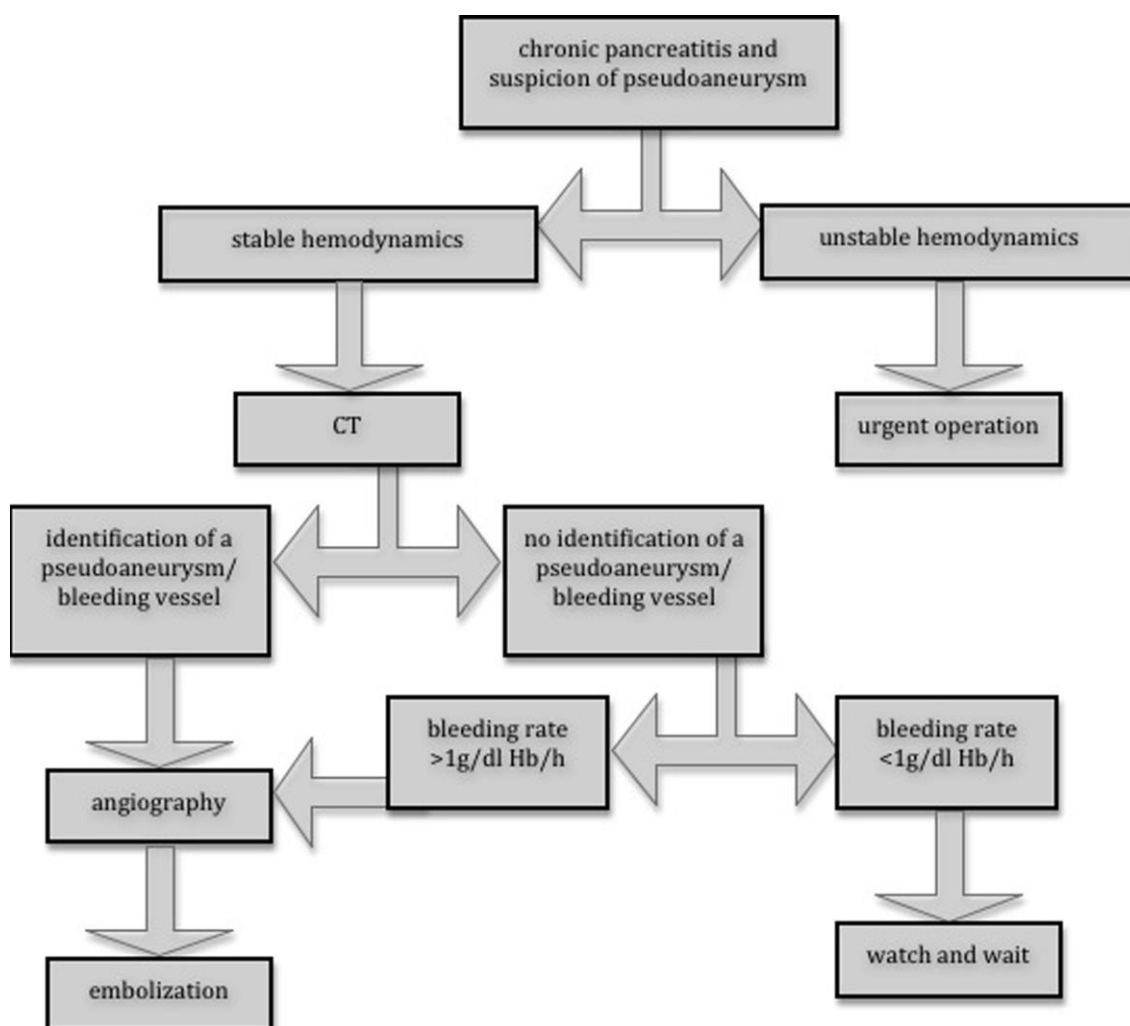 chronic pancreatitis and
suspicion of pseudoaneurysm
stable hemodynamics
unstable hemodynamics
CT
urgent operation
identification of a
pseudoaneurysm/
bleeding vessel
no identification of a
pseudoaneurysm/
bleeding vessel
bleeding rate
>1g/dl Hb/h
bleeding rate
<1g/dl Hb/h
angiography
watch and wait
embolization